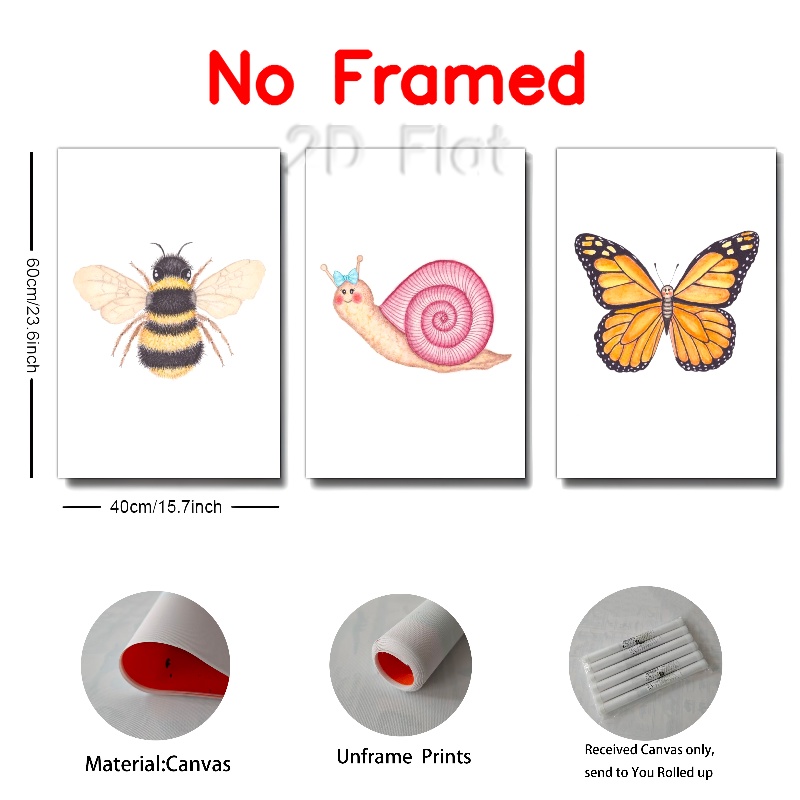 No Framed
2D Flat
60cm/23.6inch
40cm/15.7inch
Material:Canvas
Unframe Prints
Received Canvas only,
send to You Rolled up